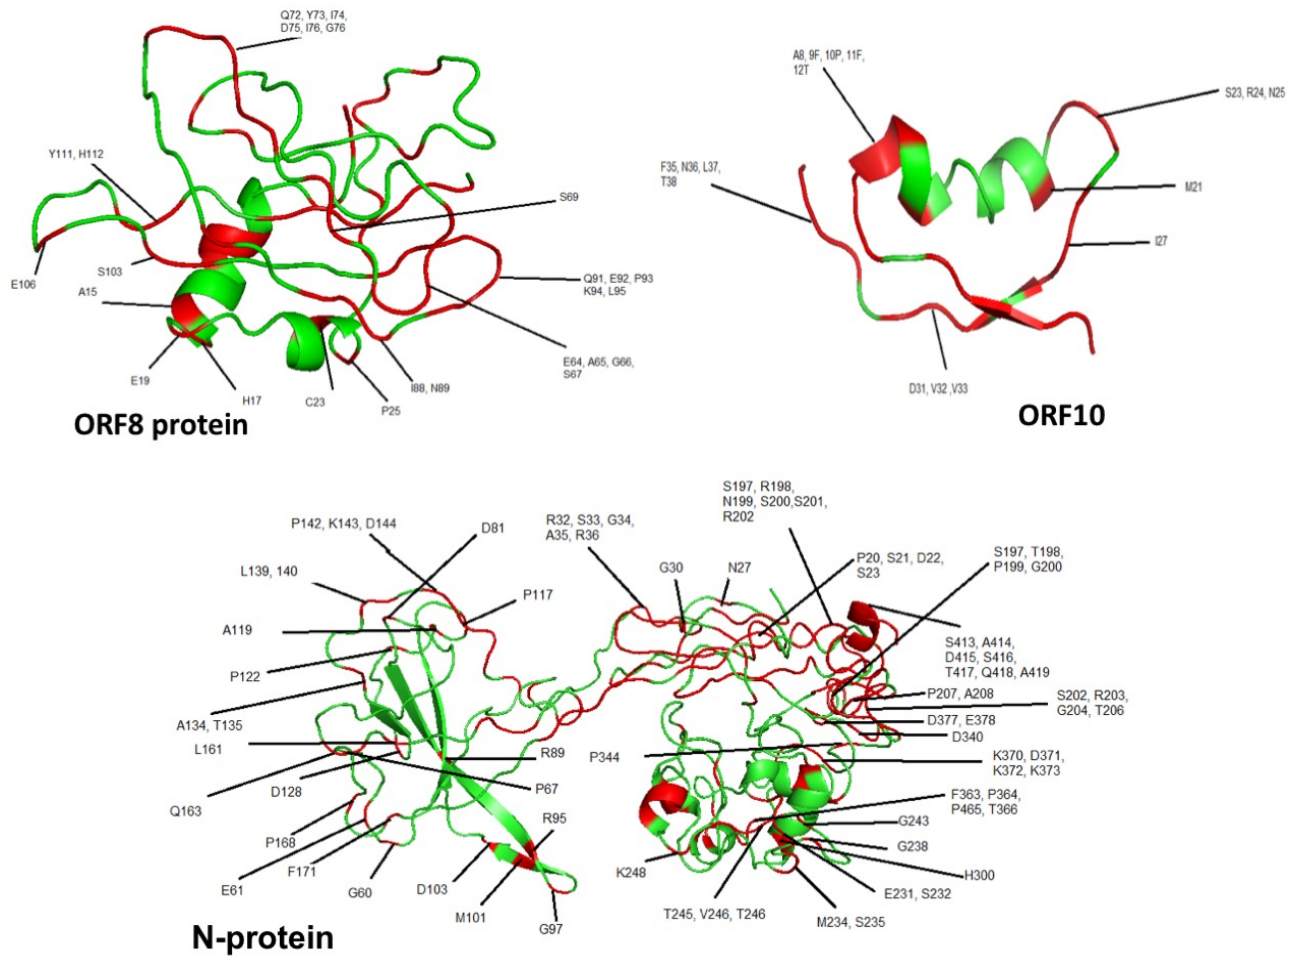 Q72, Y73, I74,
D75, I76, G76
Y111, H112
S69
E106
S103
A15
Q91, E92, P93
K94, L95
E64, A65, G66,
S67
E19
H17
C23
P25
I88, N89
ORF8 protein
A8, 9F, 10P, 11F,
12T
S23, R24, N25
F35, N36, L37,
T38
M21
I27
D31, V32 ,V33
ORF10
P142, K143, D144
D81
R32, S33, G34,
A35, R36
S197, R198,
N199, S200,S201,
R202
L139, 140
G30
N27
P20, S21, D22,
S23
S197, T198,
P199, G200
P117
A119
P122
S413, A414,
D415, S416,
T417, Q418, A419
A134, T135
P207, A208
S202, R203,
G204, T206
L161
D377, E378
D340
R89
P344
K370, D371,
K372, K373
Q163
D128
P67
F363, P364,
P465, T366
P168
R95
G243
G238
E61
F171
G60
D103
K248
H300
M101
T245, V246, T246
E231, S232
G97
M234, S235
N-protein